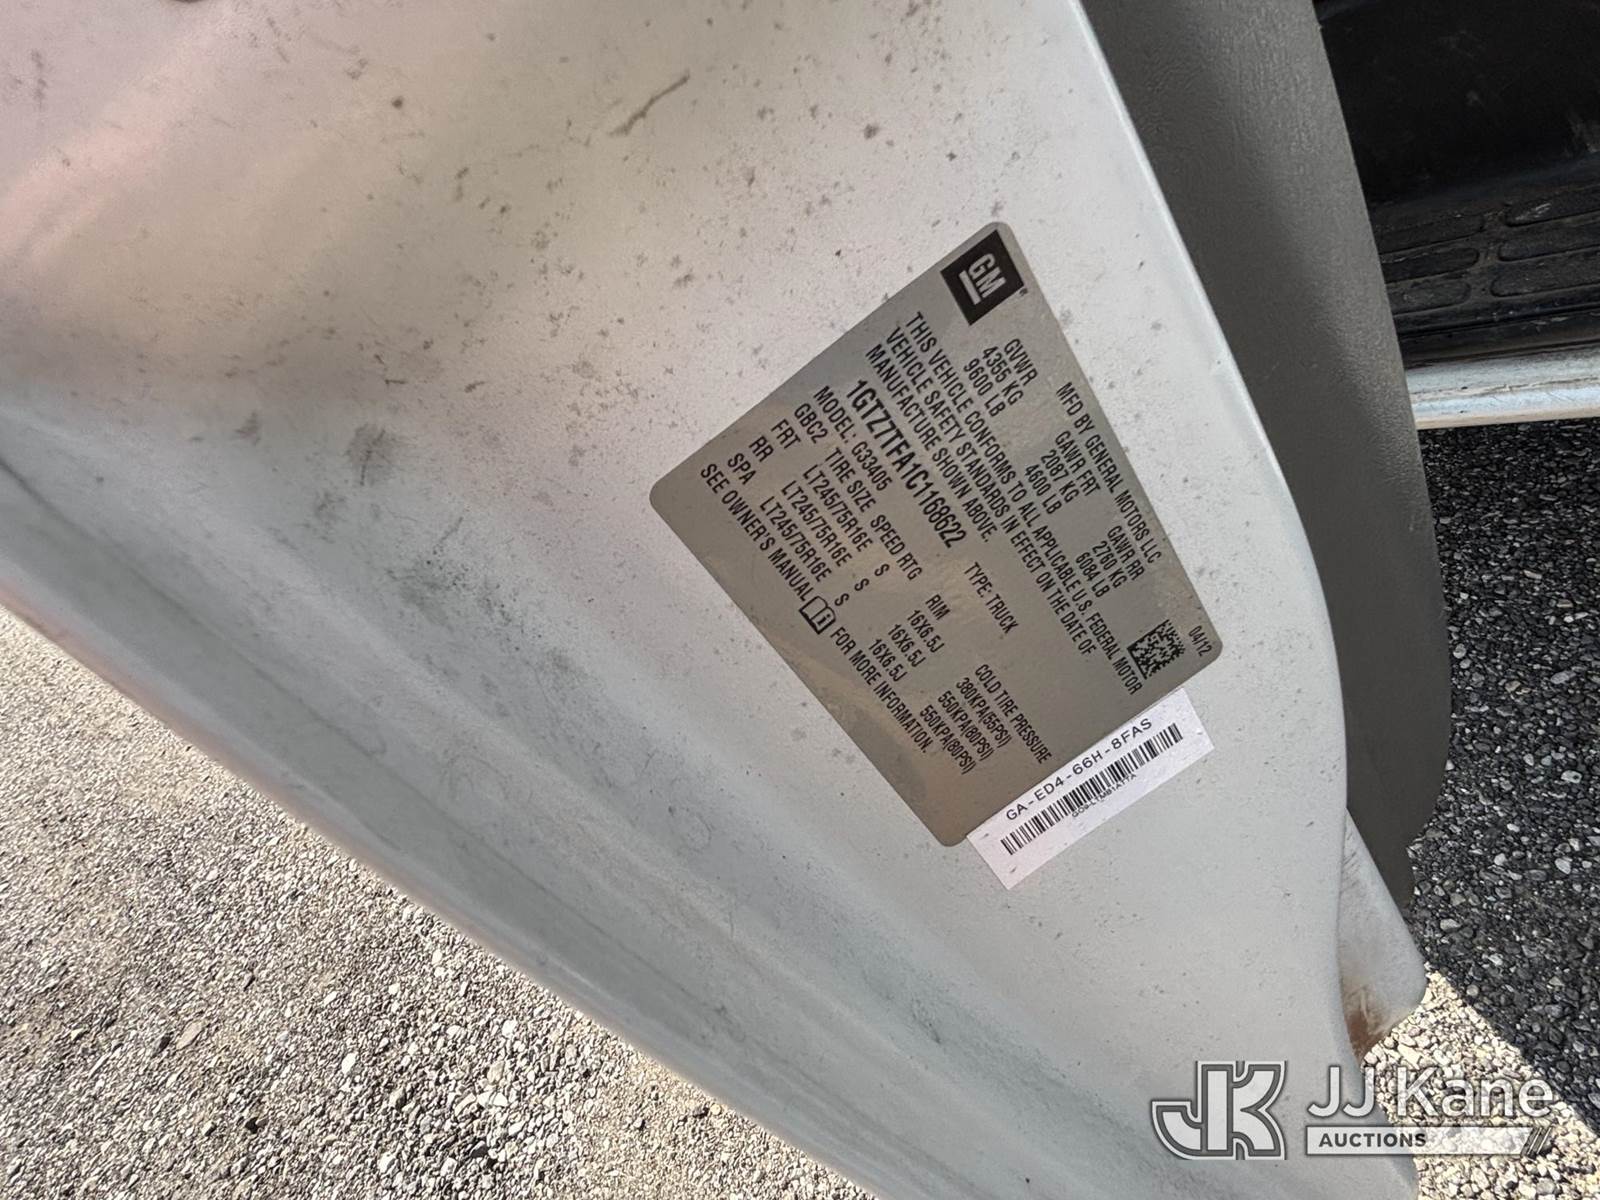 GM
MFD BY GENERAL MOTORS LLC 04/12
GVWR GAWR FRT GAWR RR
4355 KG 2087 KG 2760 KG
9600 LB 4600 LB 6084 LB
THIS VEHICLE CONFORMS TO ALL APPLICABLE U.S. FEDERAL MOTOR
VEHICLE SAFETY STANDARDS IN EFFECT ON THE DATE OF
MANUFACTURE SHOWN ABOVE.
1GTZ7TFA1C1168622 TYPE: TRUCK
MODEL: G33405
GBC2 TIRE SIZE SPEED RTG RIM COLD TIRE PRESSURE
FRT LT245/75R16E S 16X6.5J 380KPA(55PSI)
RR LT245/75R16E S 16X6.5J 550KPA(80PSI)
SPA LT245/75R16E S 16X6.5J 550KPA(80PSI)
SEE OWNER'S MANUAL FOR MORE INFORMATION.
GA-ED4-66H-8FAS
JJ Kane
AUCTIONS